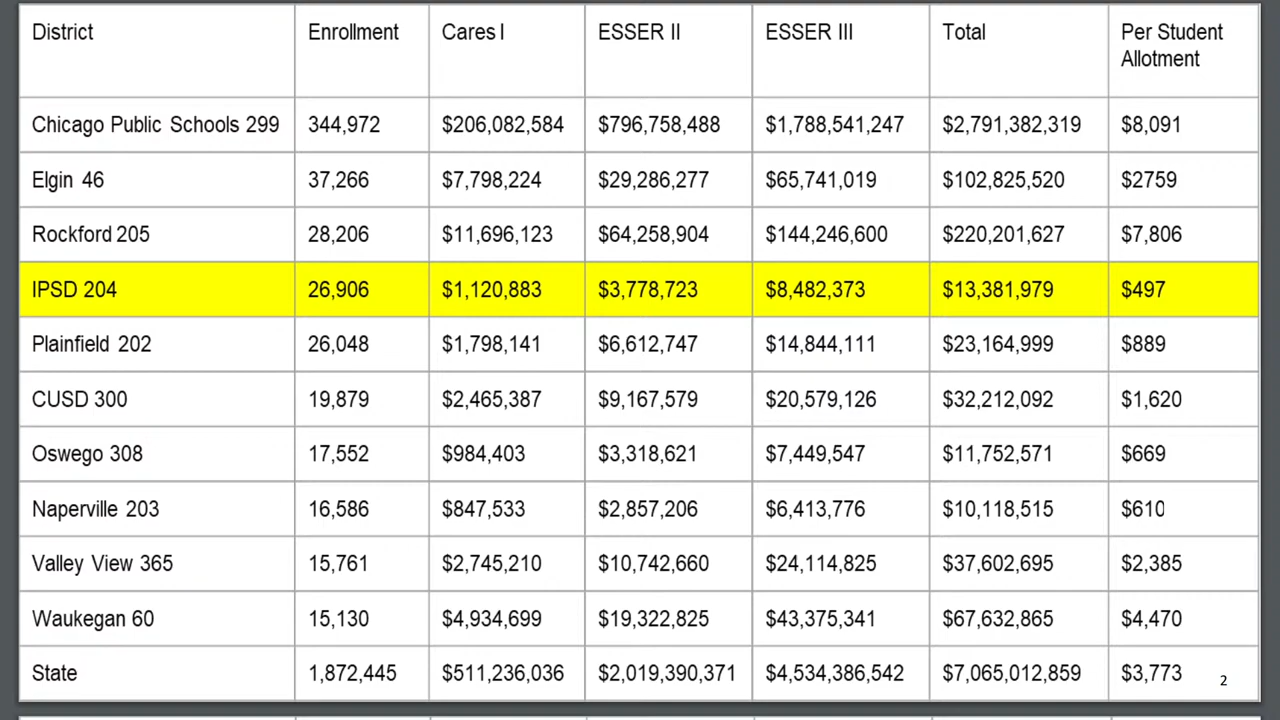 District Enrollment Cares I ESSER II ESSER III Total Per Student
Allotment
Chicago Public Schools 299 344,972 $206,082,584 $796,758,488 $1,788,541,247 $2,791,382,319 $8,091
Elgin 46 37,266 $7,798,224 $29,286,277 $65,741,019 $102,825,520 $2759
Rockford 205 28,206 $11,696,123 $64,258,904 $144,246,600 $220,201,627 $7,806
IPSD 204 26,906 $1,120,883 $3,778,723 $8,482,373 $13,381,979 $497
Plainfield 202 26,048 $1,798,141 $6,612,747 $14,844,111 $23,164,999 $889
CUSD 300 19,879 $2,465,387 $9,167,579 $20,579,126 $32,212,092 $1,620
Oswego 308 17,552 $984,403 $3,318,621 $7,449,547 $11,752,571 $669
Naperville 203 16,586 $847,533 $2,857,206 $6,413,776 $10,118,515 $610
Valley View 365 15,761 $2,745,210 $10,742,660 $24,114,825 $37,602,695 $2,385
Waukegan 60 15,130 $4,934,699 $19,322,825 $43,375,341 $67,632,865 $4,470
State 1,872,445 $511,236,036 $2,019,390,371 $4,534,386,542 $7,065,012,859 $3,773
2